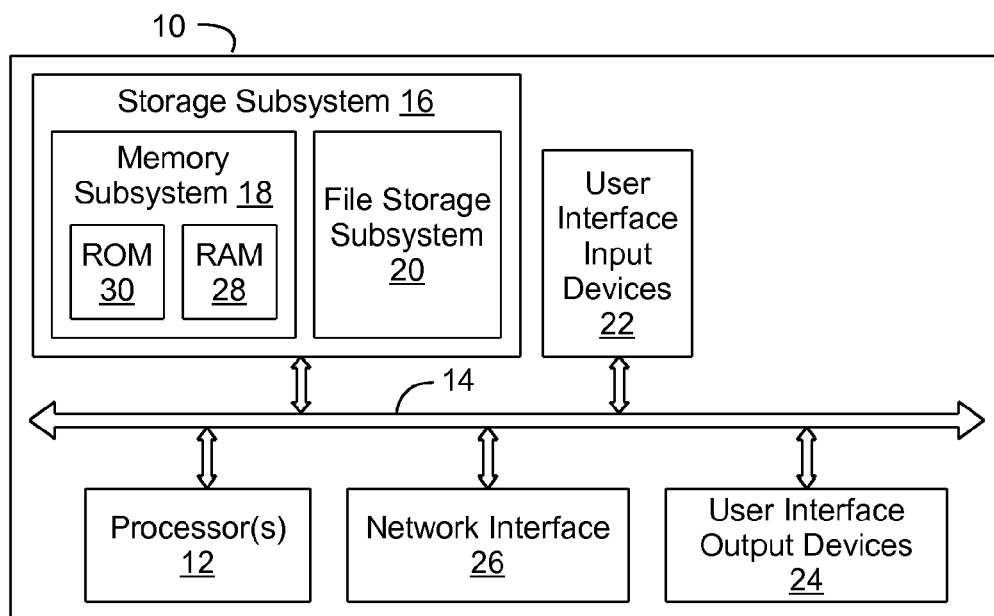 10
Storage Subsystem 16
Memory
Subsystem 18
ROM
30
RAM
28
File Storage
Subsystem
20
User
Interface
Input
Devices
22
14
Processor(s)
12
Network Interface
26
User Interface
Output Devices
24